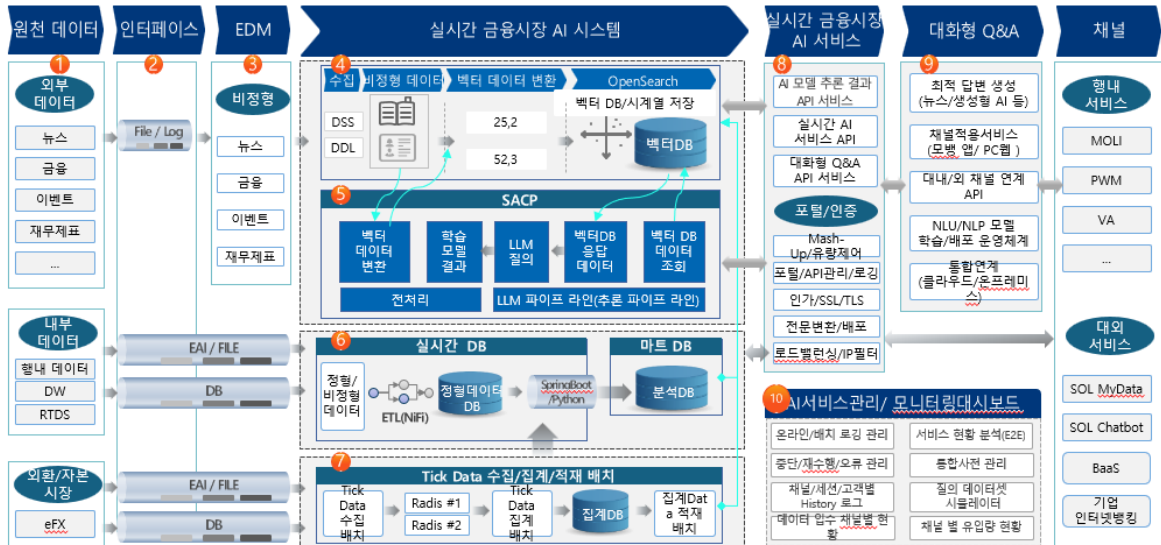 원천 데이터
인터페이스
EDM
실시간 금융시장 AI 시스템
실시간 금융시장
AI 서비스
대화형 Q&A
채널
1
외부
데이터
뉴스
금융
이벤트
재무제표
...
내부
데이터
행내 데이터
DW
RTDS
외환/자본
시장
eFX
2
File / Log
EAI / FILE
DB
EAI / FILE
DB
3
비정형
뉴스
금융
이벤트
재무제표
4
수집
비정형 데이터
벡터 데이터 변환
OpenSearch
DSS
DDL
25,2
52,3
벡터 DB/시계열 저장
벡터DB
5
SACP
벡터
데이터
변환
학습
모델
결과
LLM
질의
벡터DB
응답
데이터
벡터 DB
데이터
조회
전처리
LLM 파이프 라인(추론 파이프 라인)
6
실시간 DB
정형/
비정형
데이터
ETL(NiFi)
정형데이터
DB
SpringBoot
/Python
마트 DB
분석DB
7
Tick Data 수집/집계/적재 배치
Tick
Data
수집
배치
Radis #1
Radis #2
Tick
Data
집계
배치
집계DB
집계Dat
a 적재
배치
8
AI 모델 추론 결과
API 서비스
실시간 AI
서비스 API
대화형 Q&A
API 서비스
포털/인증
Mash-
Up/유량제어
포털/API관리/로깅
인가/SSL/TLS
전문변환/배포
로드밸런싱/IP필터
9
최적 답변 생성
(뉴스/생성형 AI 등)
채널적용서비스
(모뱅 앱/ PC웹 )
대내/외 채널 연계
API
NLU/NLP 모델
학습/배포 운영체계
통합연계
(클라우드/온프레미
스)
10
AI서비스관리/ 모니터링대시보드
온라인/배치 로깅 관리
서비스 현황 분석(E2E)
중단/재수행/오류 관리
통합사전 관리
채널/세션/고객별
History 로그
질의 데이터셋
시뮬레이터
데이터 입수 채널별 현
황
채널 별 유입량 현황
행내
서비스
MOLI
PWM
VA
...
대외
서비스
SOL MyData
SOL Chatbot
BaaS
기업
인터넷뱅킹